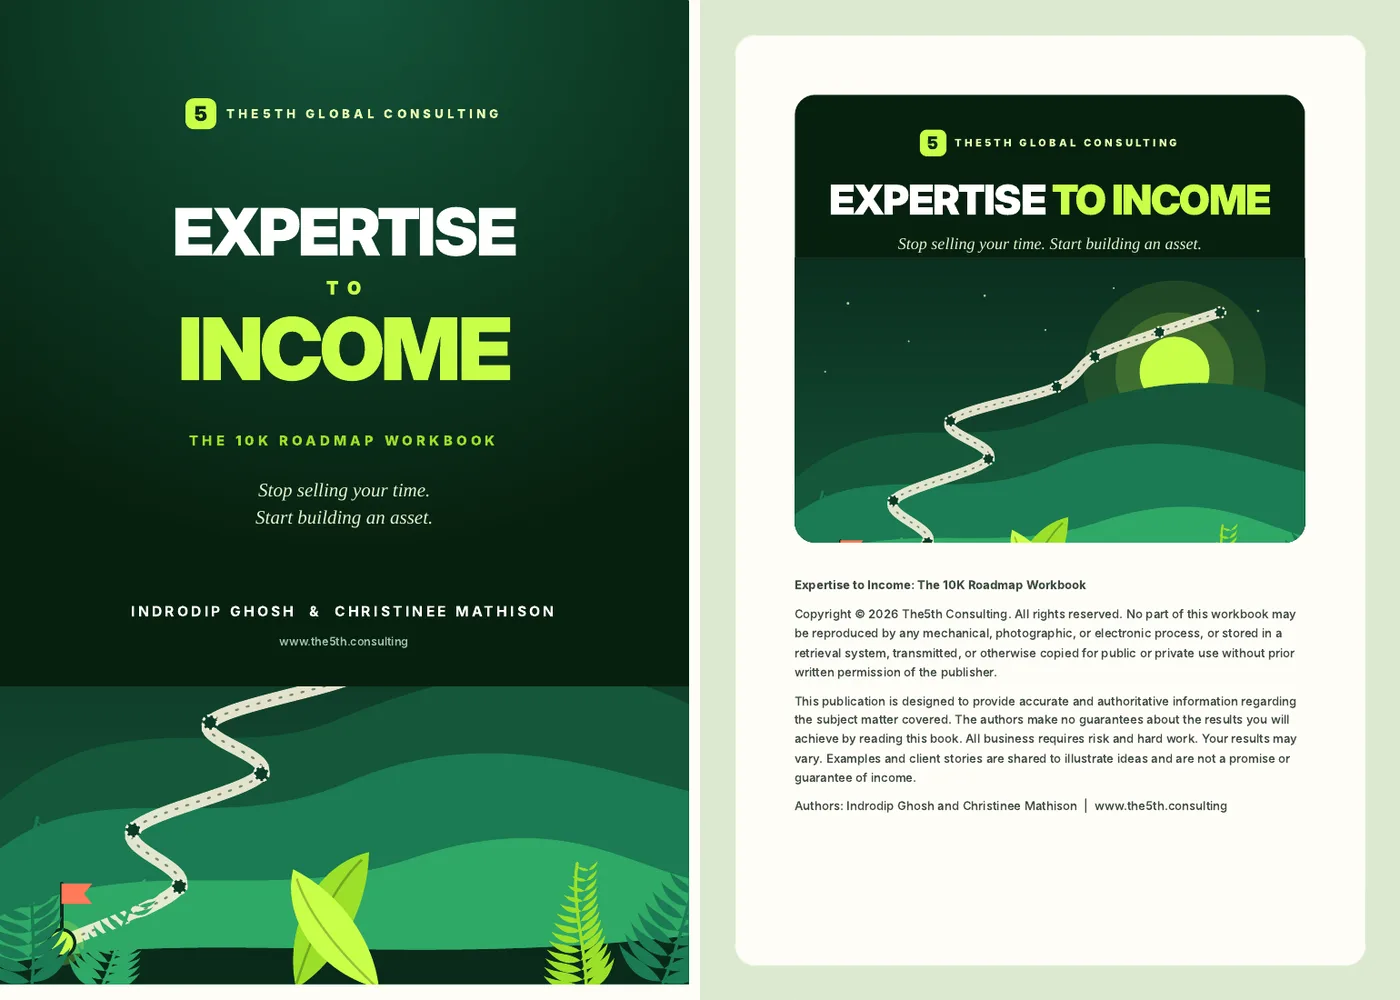 5 THE5TH GLOBAL CONSULTING
EXPERTISE
TO
INCOME
THE 10K ROADMAP WORKBOOK
Stop selling your time.
Start building an asset.
INDRODIP GHOSH & CHRISTINEE MATHISON
www.the5th.consulting
5 THE5TH GLOBAL CONSULTING
EXPERTISE TO INCOME
Stop selling your time. Start building an asset.
Expertise to Income: The 10K Roadmap Workbook
Copyright © 2026 The5th Consulting. All rights reserved. No part of this workbook may
be reproduced by any mechanical, photographic, or electronic process, or stored in a
retrieval system, transmitted, or otherwise copied for public or private use without prior
written permission of the publisher.
This publication is designed to provide accurate and authoritative information regarding
the subject matter covered. The authors make no guarantees about the results you will
achieve by reading this book. All business requires risk and hard work. Your results may
vary. Examples and client stories are shared to illustrate ideas and are not a promise or
guarantee of income.
Authors: Indrodip Ghosh and Christinee Mathison | www.the5th.consulting